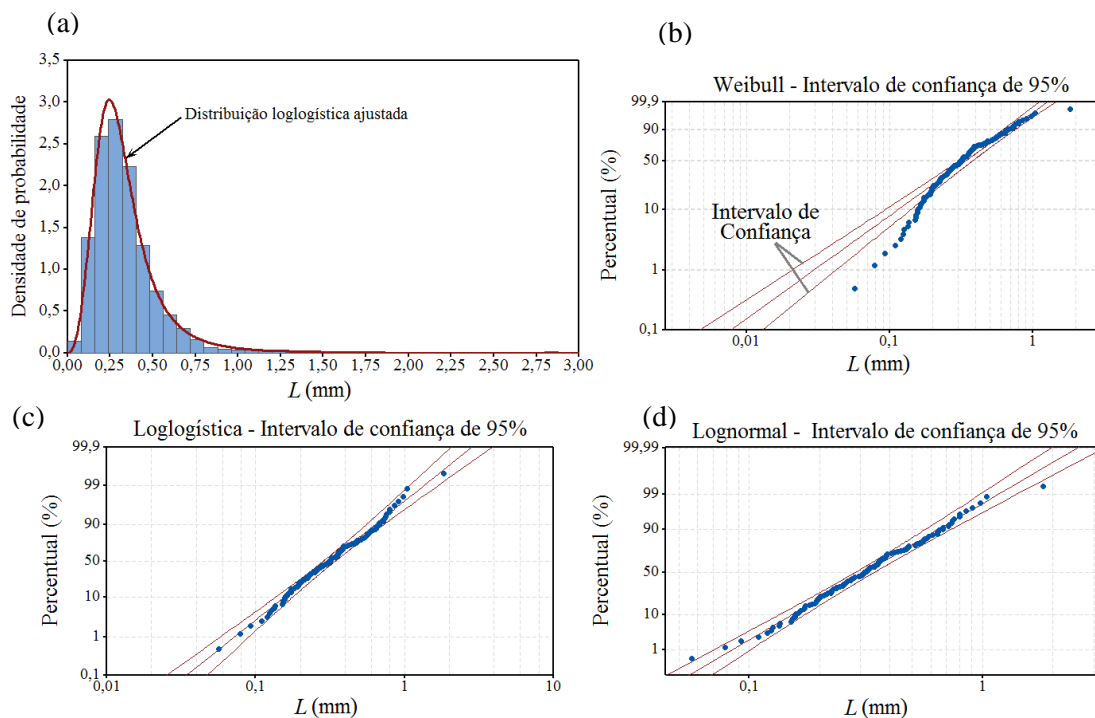 (a)
Densidade de probabilidade
3,5
3,0
2,5
2,0
1,5
1,0
0,5
0,0
Distribuição loglogística ajustada
0,00 0,25 0,50 0,75 1,00 1,25 1,50 1,75 2,00 2,25 2,50 2,75 3,00
L (mm)
(b)
Weibull - Intervalo de confiança de 95%
Percentual (%)
99,9
90
50
10
1
0,1
Intervalo de
Confiança
0,01 0,1 1
L (mm)
(c)
Loglogística - Intervalo de confiança de 95%
Percentual (%)
99,9
99
90
50
10
1
0,1
0,01 0,1 1 10
L (mm)
(d)
Lognormal - Intervalo de confiança de 95%
Percentual (%)
99,99
99
90
50
10
1
0,1 1
L (mm)